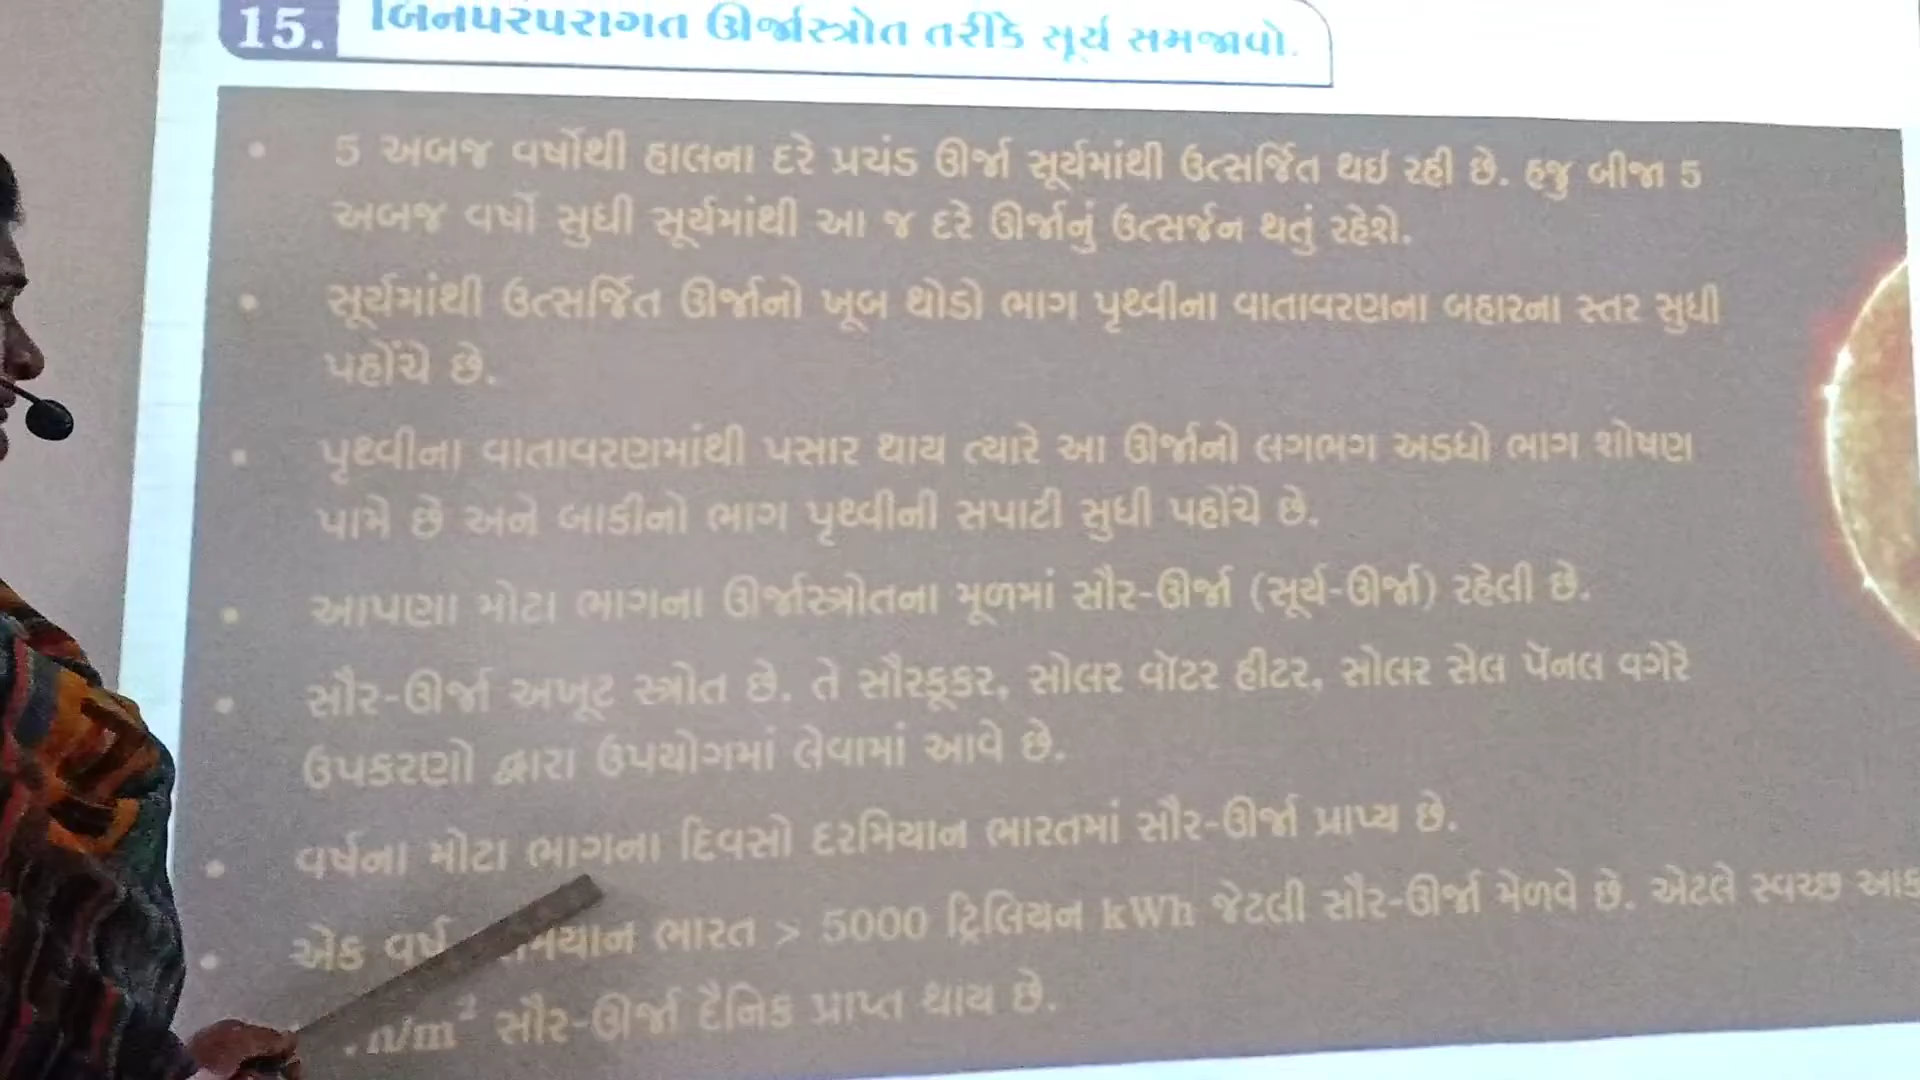 15. બિનપરંપરાગત ઊર્જાસ્ત્રોત તરીકે સૂર્ય સમજાવો.
• 5 અબજ વર્ષોથી હાલના દરે પ્રચંડ ઊર્જા સૂર્યમાંથી ઉત્સર્જિત થઈ રહી છે. હજુ બીજા 5
અબજ વર્ષો સુધી સૂર્યમાંથી આ જ દરે ઊર્જાનું ઉત્સર્જન થતું રહેશે.
• સૂર્યમાંથી ઉત્સર્જિત ઊર્જાનો ખૂબ થોડો ભાગ પૃથ્વીના વાતાવરણના બહારના સ્તર સુધી
પહોંચે છે.
• પૃથ્વીના વાતાવરણમાંથી પસાર થાય ત્યારે આ ઊર્જાનો લગભગ અડધો ભાગ શોષણ
પામે છે અને બાકીનો ભાગ પૃથ્વીની સપાટી સુધી પહોંચે છે.
• આપણા મોટા ભાગના ઊર્જાસ્ત્રોતના મૂળમાં સૌર-ઊર્જા (સૂર્ય-ઊર્જા) રહેલી છે.
• સૌર-ઊર્જા અખૂટ સ્ત્રોત છે. તે સૌરકૂકર, સોલર વૉટર હીટર, સોલર સેલ પૅનલ વગેરે
ઉપકરણો દ્વારા ઉપયોગમાં લેવામાં આવે છે.
• વર્ષના મોટા ભાગના દિવસો દરમિયાન ભારતમાં સૌર-ઊર્જા પ્રાપ્ય છે.
• એક વર્ષ ભારત > 5000 ટ્રિલિયન kWh જેટલી સૌર-ઊર્જા મેળવે છે. એટલે સ્વચ્છ
સૌર-ઊર્જા દૈનિક પ્રાપ્ત થાય છે.